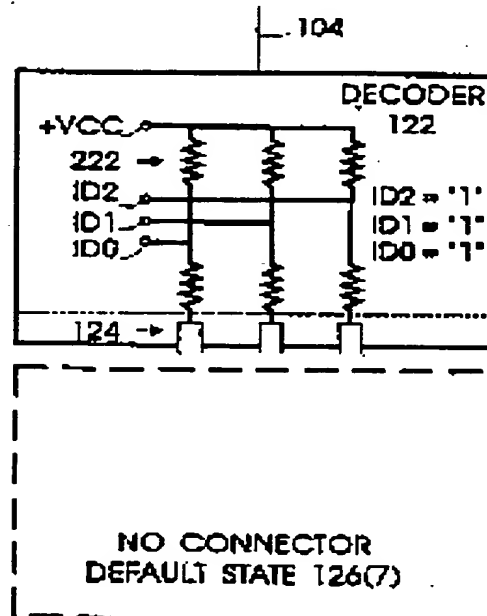 104
DECODER
122
+VCC
222
ID2
ID1
ID0
ID2 = "1"
ID1 = "1"
ID0 = "1"
124
NO CONNECTOR
DEFAULT STATE 126(7)